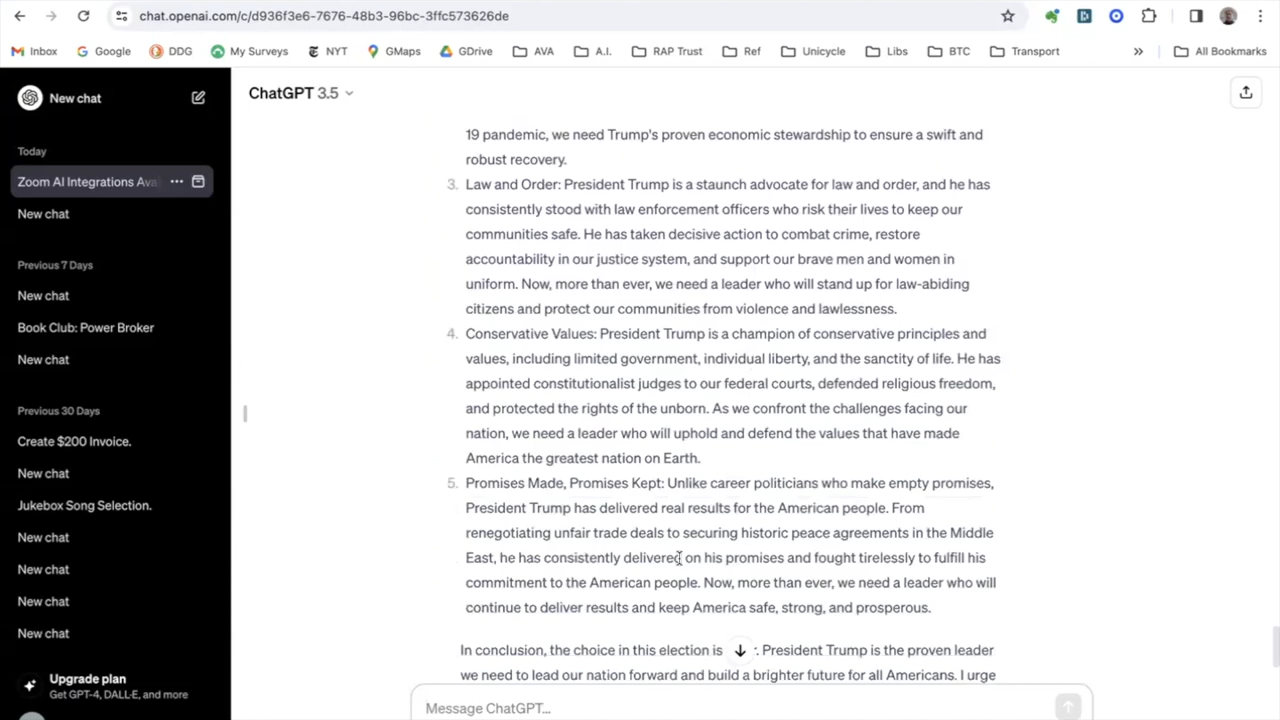 chat.openai.com/c/d936f3e6-7676-48b3-96bc-3ffc573626de
Inbox Google DDG My Surveys NYT GMaps GDrive AVA A.I. RAP Trust Ref Unicycle Libs BTC Transport » All Bookmarks
New chat
Today
Zoom AI Integrations Ava
New chat
Previous 7 Days
New chat
Book Club: Power Broker
New chat
Previous 30 Days
Create $200 Invoice.
New chat
Jukebox Song Selection.
New chat
New chat
New chat
New chat
Upgrade plan
Get GPT-4, DALL·E, and more
ChatGPT 3.5
19 pandemic, we need Trump's proven economic stewardship to ensure a swift and
robust recovery.
3. Law and Order: President Trump is a staunch advocate for law and order, and he has
consistently stood with law enforcement officers who risk their lives to keep our
communities safe. He has taken decisive action to combat crime, restore
accountability in our justice system, and support our brave men and women in
uniform. Now, more than ever, we need a leader who will stand up for law-abiding
citizens and protect our communities from violence and lawlessness.
4. Conservative Values: President Trump is a champion of conservative principles and
values, including limited government, individual liberty, and the sanctity of life. He has
appointed constitutionalist judges to our federal courts, defended religious freedom,
and protected the rights of the unborn. As we confront the challenges facing our
nation, we need a leader who will uphold and defend the values that have made
America the greatest nation on Earth.
5. Promises Made, Promises Kept: Unlike career politicians who make empty promises,
President Trump has delivered real results for the American people. From
renegotiating unfair trade deals to securing historic peace agreements in the Middle
East, he has consistently delivered on his promises and fought tirelessly to fulfill his
commitment to the American people. Now, more than ever, we need a leader who will
continue to deliver results and keep America safe, strong, and prosperous.
In conclusion, the choice in this election is r. President Trump is the proven leader
we need to lead our nation forward and build a brighter future for all Americans. I urge
Message ChatGPT...